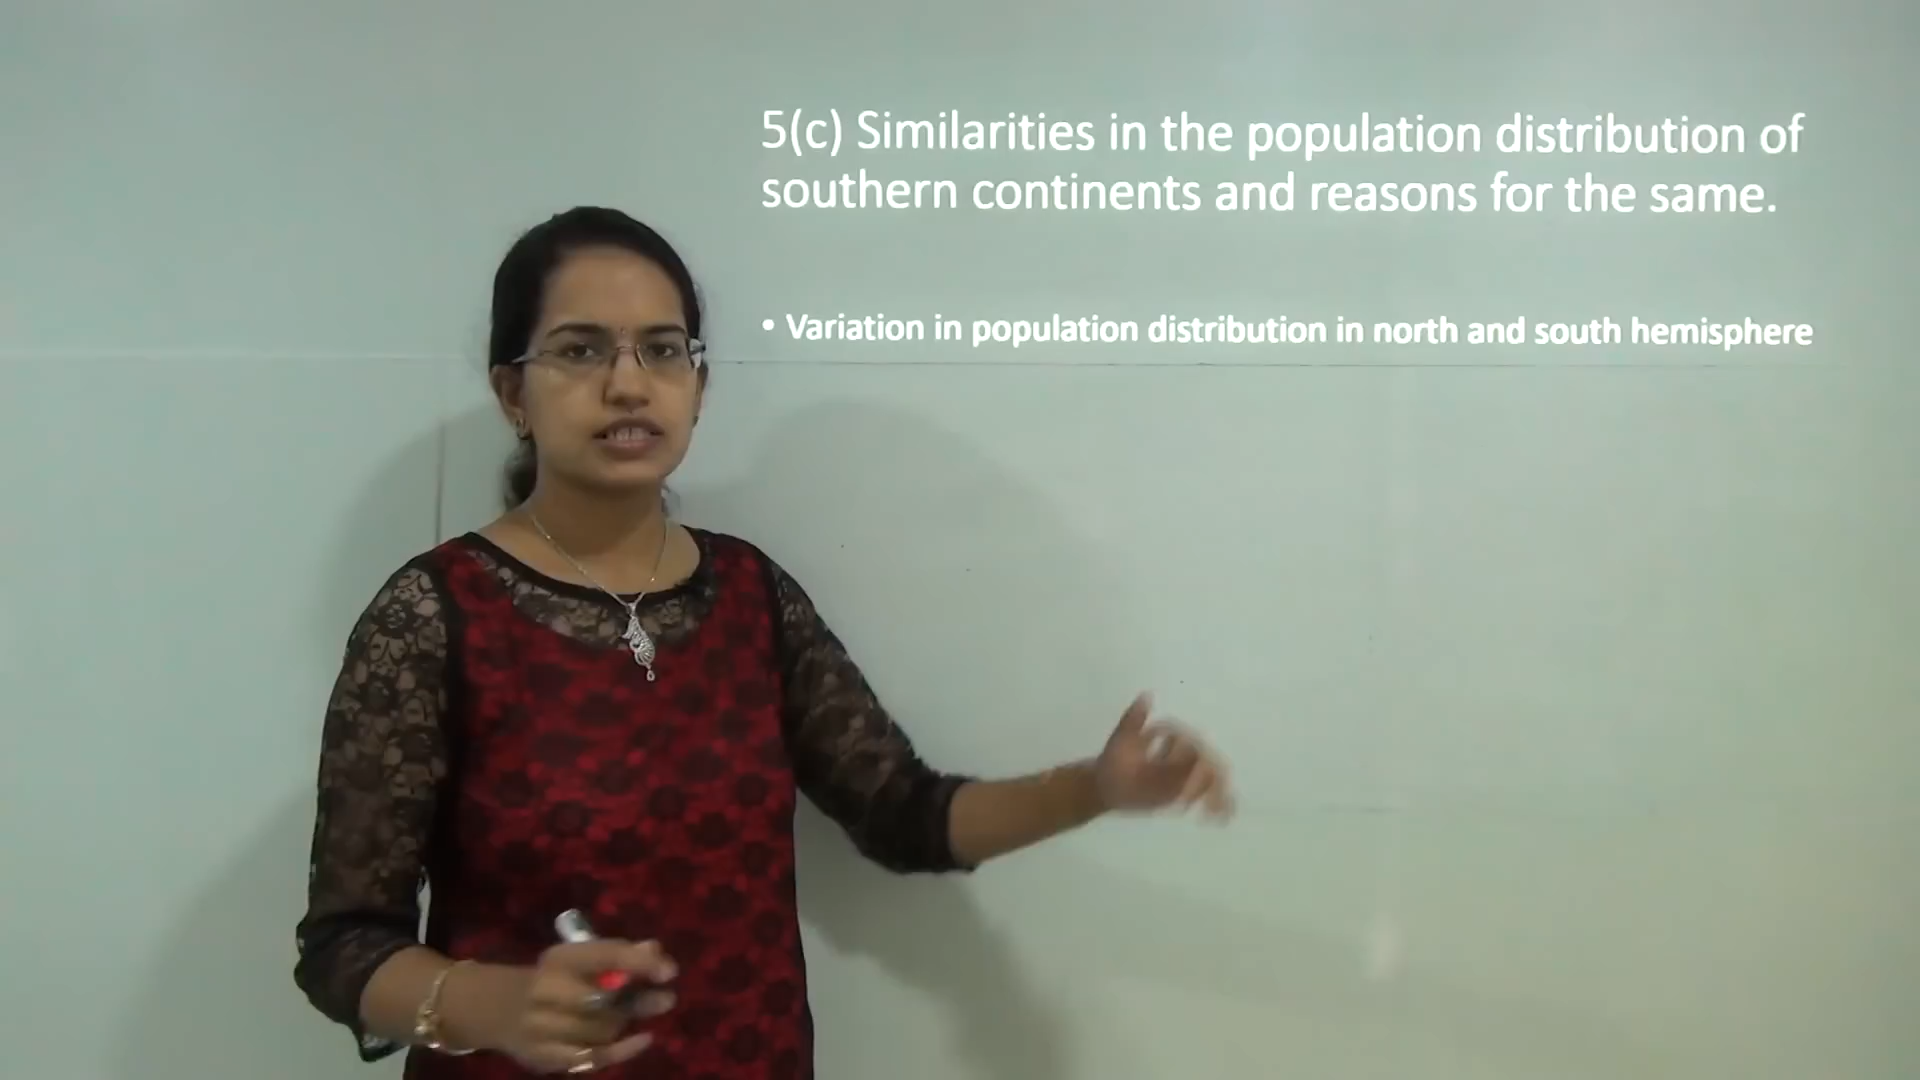 5(c) Similarities in the population distribution of
southern continents and reasons for the same.
• Variation in population distribution in north and south hemisphere